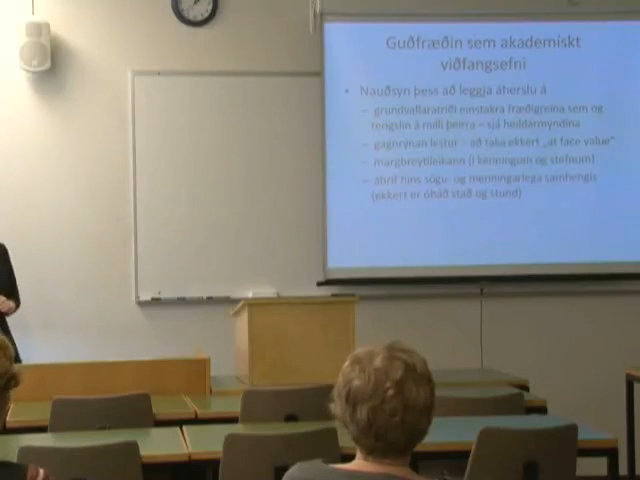 Guðfræðin sem akademískt
viðfangsefni
• Nauðsyn þess að leggja áherslu á
– grundvallaratriði einstakra fræðigreina sem og
tengslin á milli þeirra – sjá heildarmyndina
– gagnrýnan lestur – að taka ekkert „at face value“
– margbreytileikann (í kenningum og stefnum)
– áhrif hins sögu- og menningarlega samhengis
(ekkert er óháð stað og stund)